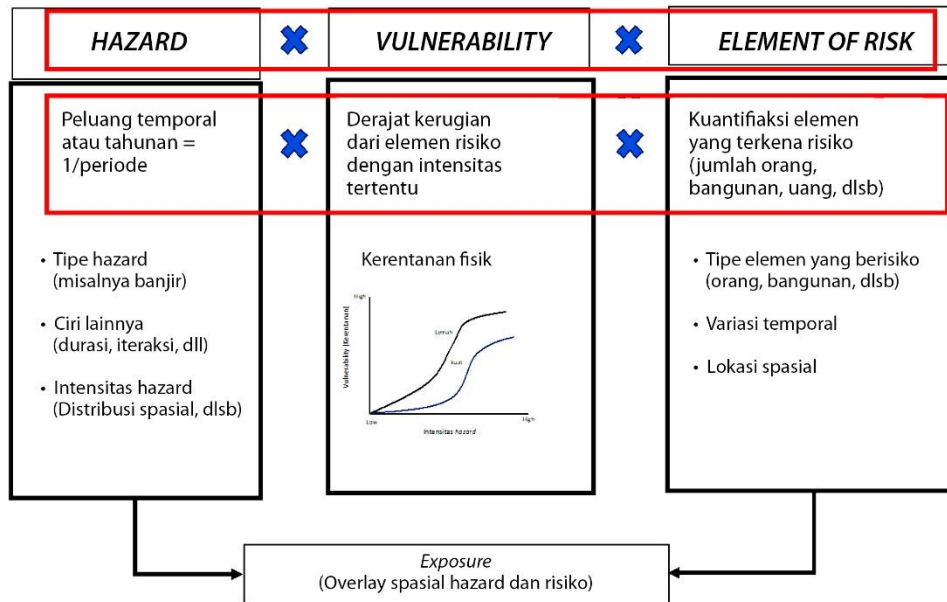 HAZARD
VULNERABILITY
ELEMENT OF RISK
Peluang temporal
atau tahunan =
1/periode
Derajat kerugian
dari elemen risiko
dengan intensitas
tertentu
Kuantifiaksi elemen
yang terkena risiko
(jumlah orang,
bangunan, uang, dlsb)
• Tipe hazard
(misalnya banjir)
• Ciri lainnya
(durasi, iteraksi, dll)
• Intensitas hazard
(Distribusi spasial, dlsb)
Kerentanan fisik
High
Vulnerability (Kerentanan)
Lemah
Kuat
Low
High
Intensitas hazard
• Tipe elemen yang berisiko
(orang, bangunan, dlsb)
• Variasi temporal
• Lokasi spasial
Exposure
(Overlay spasial hazard dan risiko)